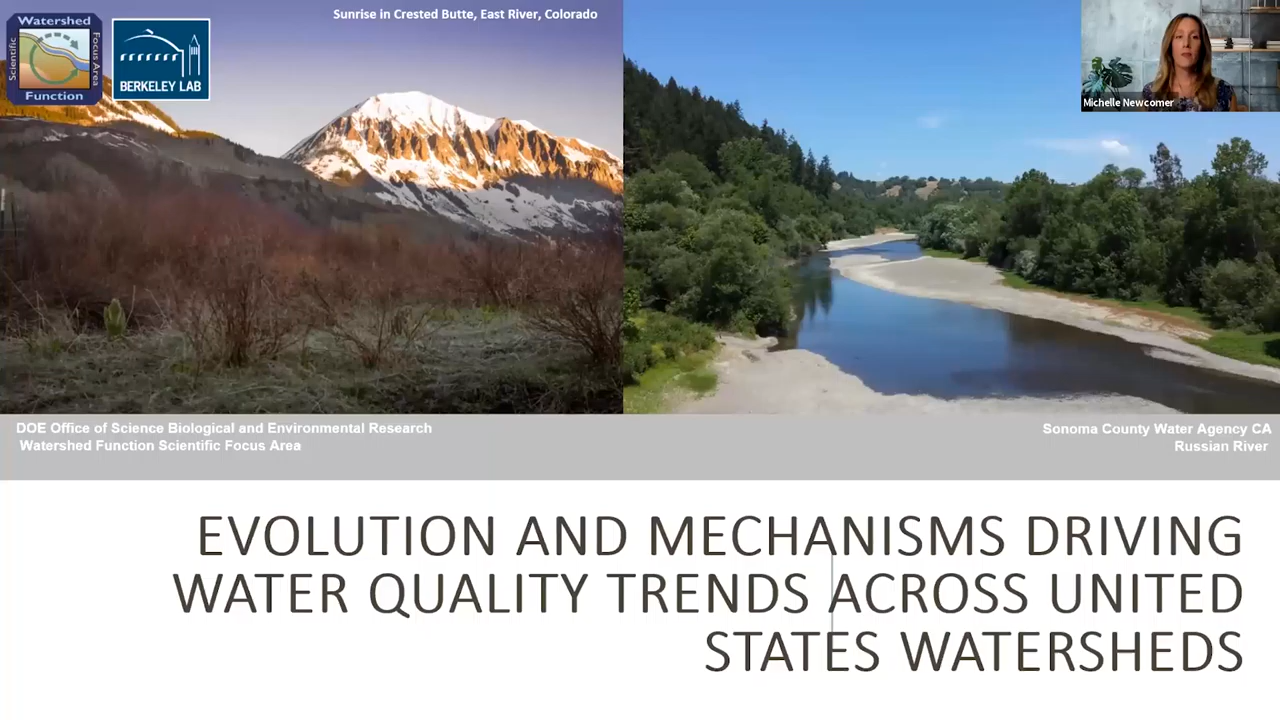 Sunrise in Crested Butte, East River, Colorado
Watershed
Scientific
Focus Area
Function
BERKELEY LAB
Michelle Newcomer
DOE Office of Science Biological and Environmental Research
Watershed Function Scientific Focus Area
Sonoma County Water Agency CA
Russian River
EVOLUTION AND MECHANISMS DRIVING
WATER QUALITY TRENDS ACROSS UNITED
STATES WATERSHEDS